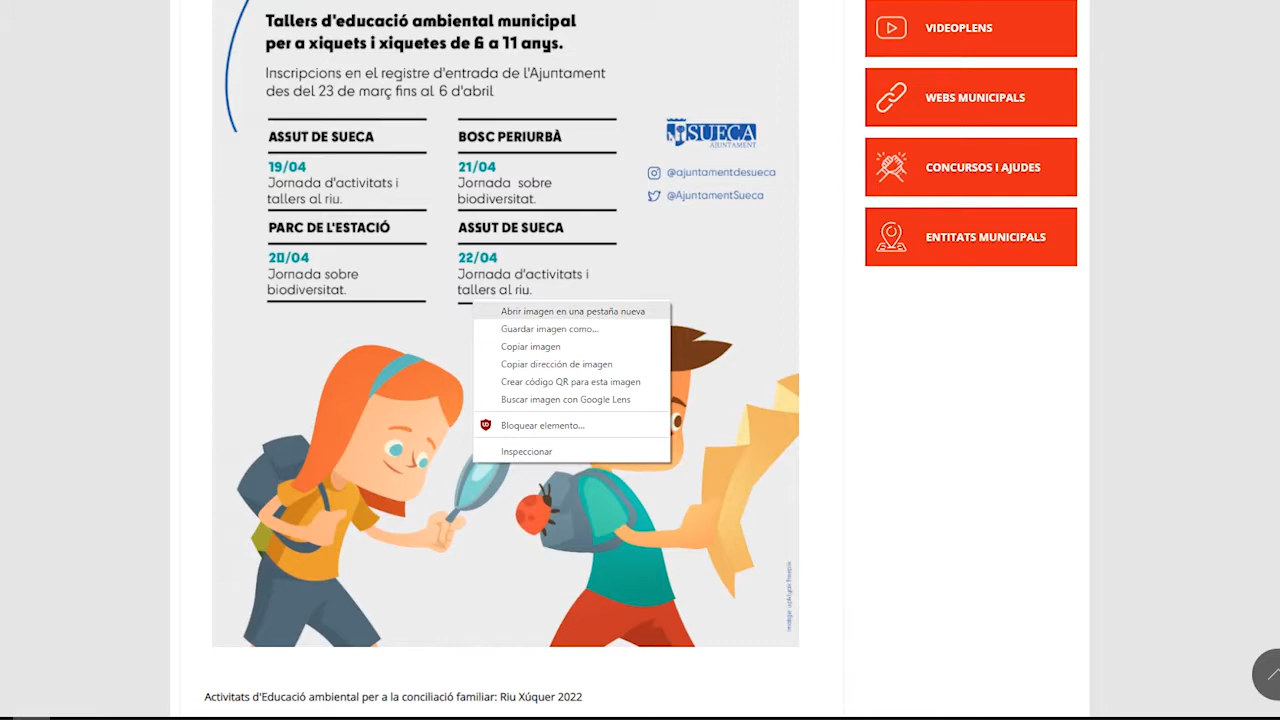 Tallers d'educació ambiental municipal
per a xiquets i xiquetes de 6 a 11 anys.
Inscripcions en el registre d'entrada de l'Ajuntament
des del 23 de març fins al 6 d'abril
ASSUT DE SUECA
19/04
Jornada d'activitats i
tallers al riu.
BOSC PERIURBÀ
21/04
Jornada sobre
biodiversitat.
PARC DE L'ESTACIÓ
20/04
Jornada sobre
biodiversitat.
ASSUT DE SUECA
22/04
Jornada d'activitats i
tallers al riu.
SUECA
AJUNTAMENT
@ajuntamentdesueca
@AjuntamentSueca
Abrir imagen en una pestaña nueva
Guardar imagen como...
Copiar imagen
Copiar dirección de imagen
Crear código QR para esta imagen
Buscar imagen con Google Lens
Bloquear elemento...
Inspeccionar
Activitats d'Educació ambiental per a la conciliació familiar: Riu Xúquer 2022
VIDEOPLENS
WEBS MUNICIPALS
CONCURSOS I AJUDES
ENTITATS MUNICIPALS